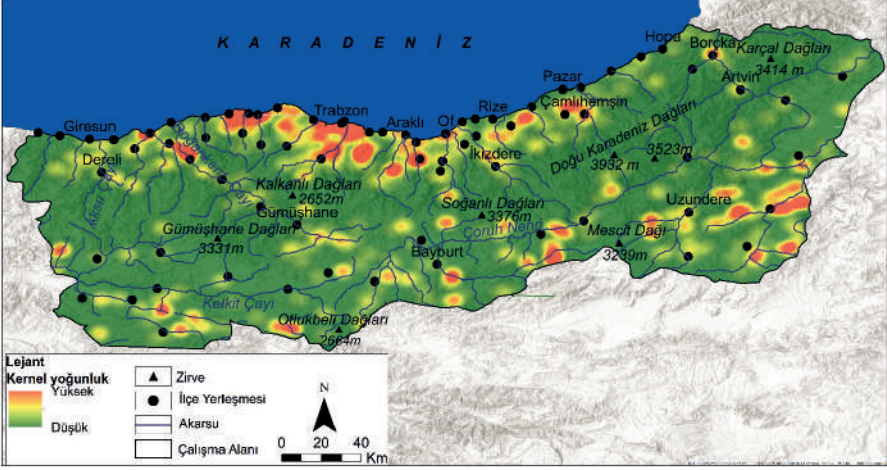 KARADENİZ
Hopa
Borçka
Karçal Dağları
3414 m
Artvin
Pazar
Çamlıhemşin
Rize
Of
Araklı
Trabzon
Giresun
Dereli
Aksu Çayı
İkizdere
Doğu Karadeniz Dağları
3932 m
3523m
Kalkanlı Dağları
2652m
Gümüşhane
Gümüşhane Dağları
3331m
Soğanlı Dağları
3376m
Çoruh Nehri
Uzundere
Mescit Dağı
3239m
Bayburt
Kelkit Çayı
Otlukbeli Dağları
2664m
Lejant
Kernel yoğunluk
Yüksek
Düşük
Zirve
İlçe Yerleşmesi
Akarsu
Çalışma Alanı
N
0 20 40
Km